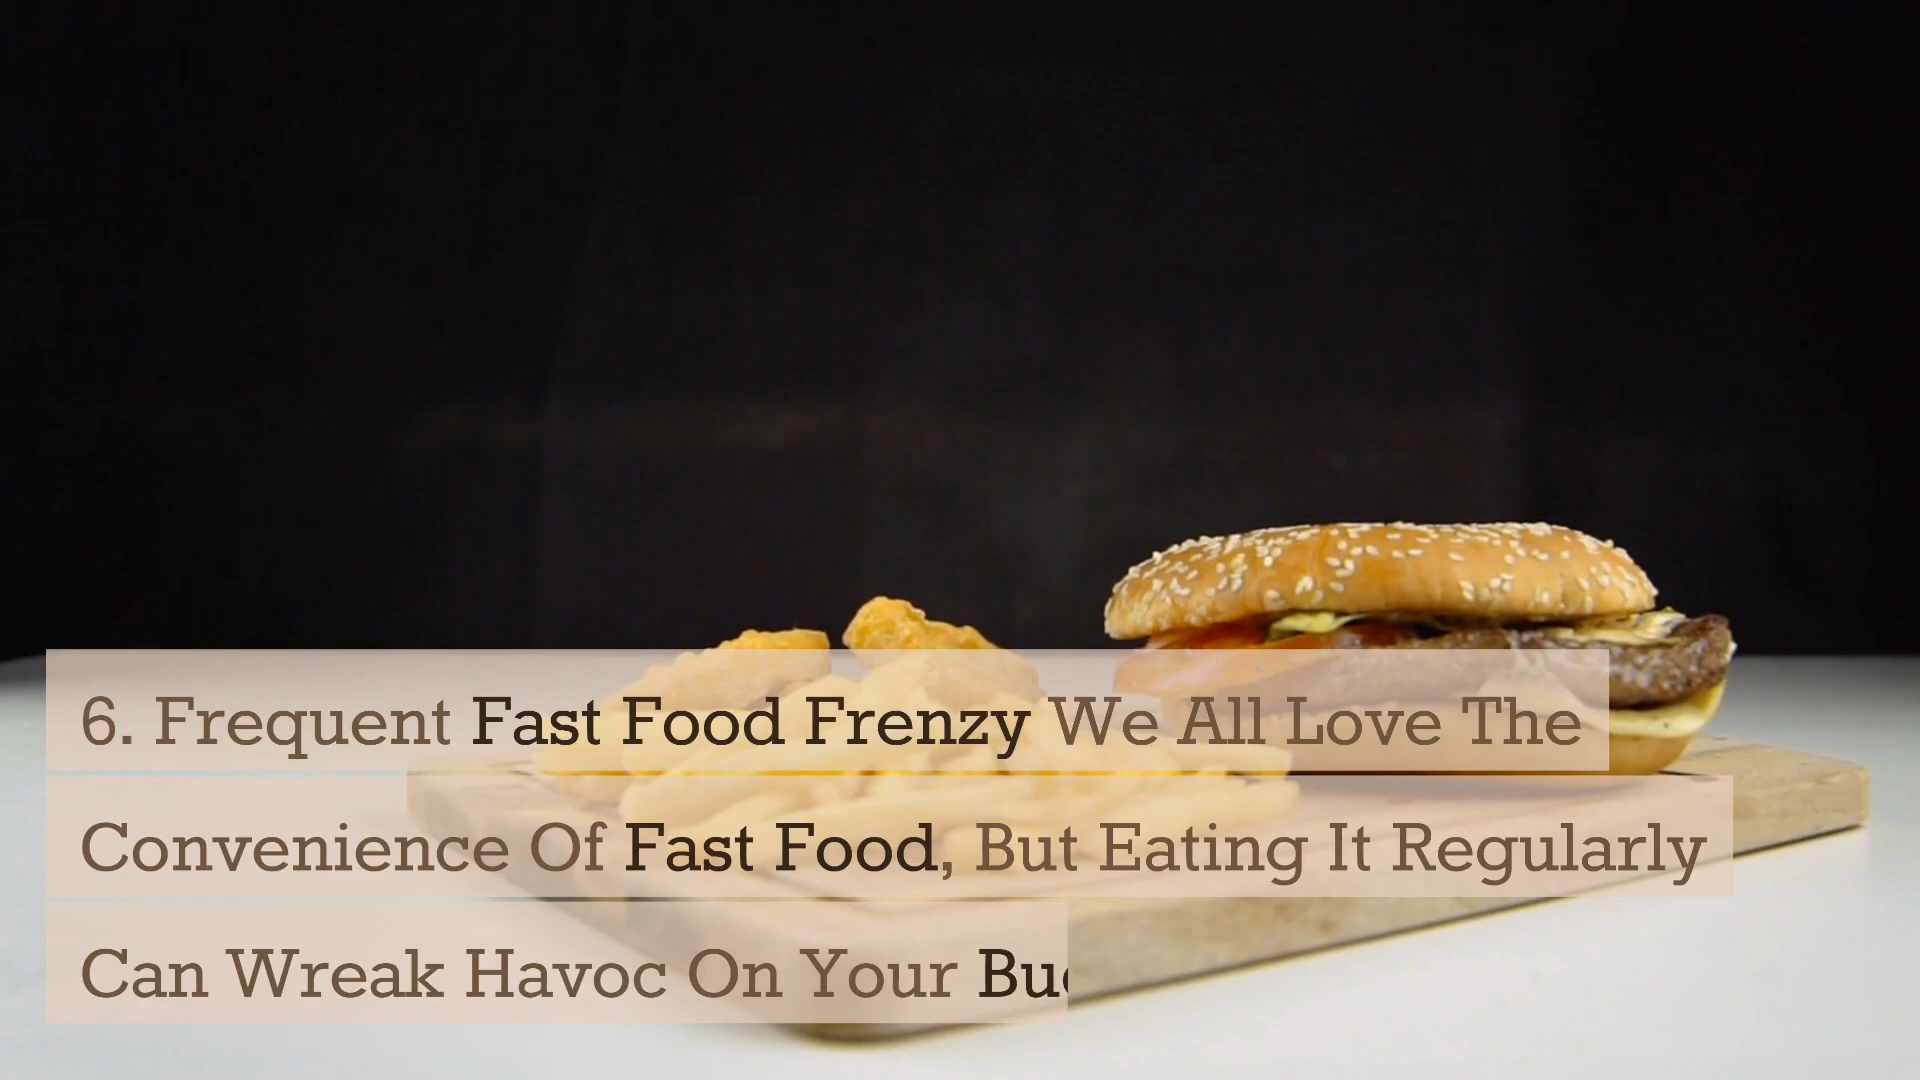 6. Frequent Fast Food Frenzy We All Love The
Convenience Of Fast Food, But Eating It Regularly
Can Wreak Havoc On Your